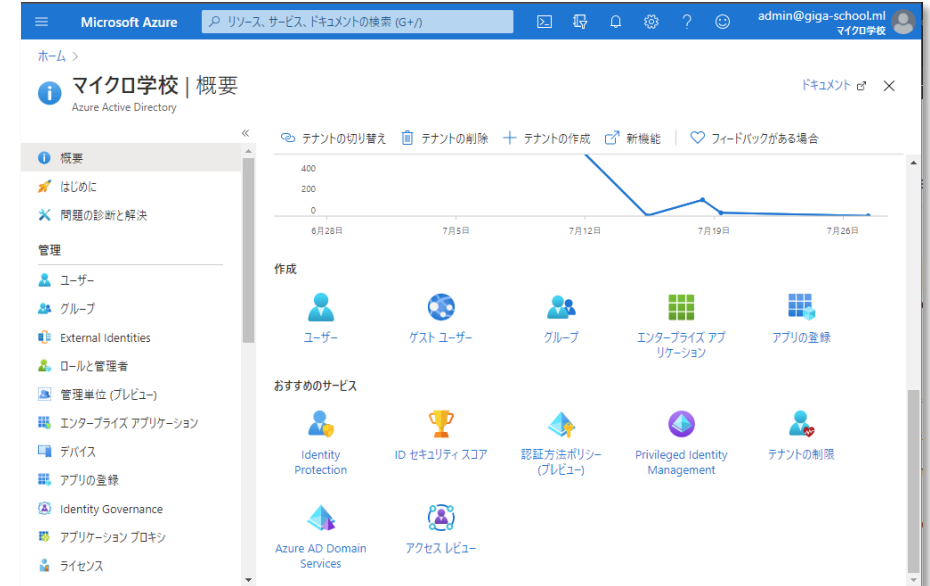 Microsoft Azure
リソース、サービス、ドキュメントの検索 (G+/)
admin@giga-school.ml
マイクロ学校
ホーム >
マイクロ学校 | 概要
Azure Active Directory
ドキュメント
テナントの切り替え
テナントの削除
テナントの作成
新機能
フィードバックがある場合
概要
はじめに
問題の診断と解決
管理
ユーザー
グループ
External Identities
ロールと管理者
管理単位 (プレビュー)
エンタープライズ アプリケーション
デバイス
アプリの登録
Identity Governance
アプリケーション プロキシ
ライセンス
400
200
0
6月28日
7月5日
7月12日
7月19日
7月26日
作成
ユーザー
ゲスト ユーザー
グループ
エンタープライズ アプ
リケーション
アプリの登録
おすすめのサービス
Identity
Protection
ID セキュリティ スコア
認証方法ポリシー
(プレビュー)
Privileged Identity
Management
テナントの制限
Azure AD Domain
Services
アクセス レビュー